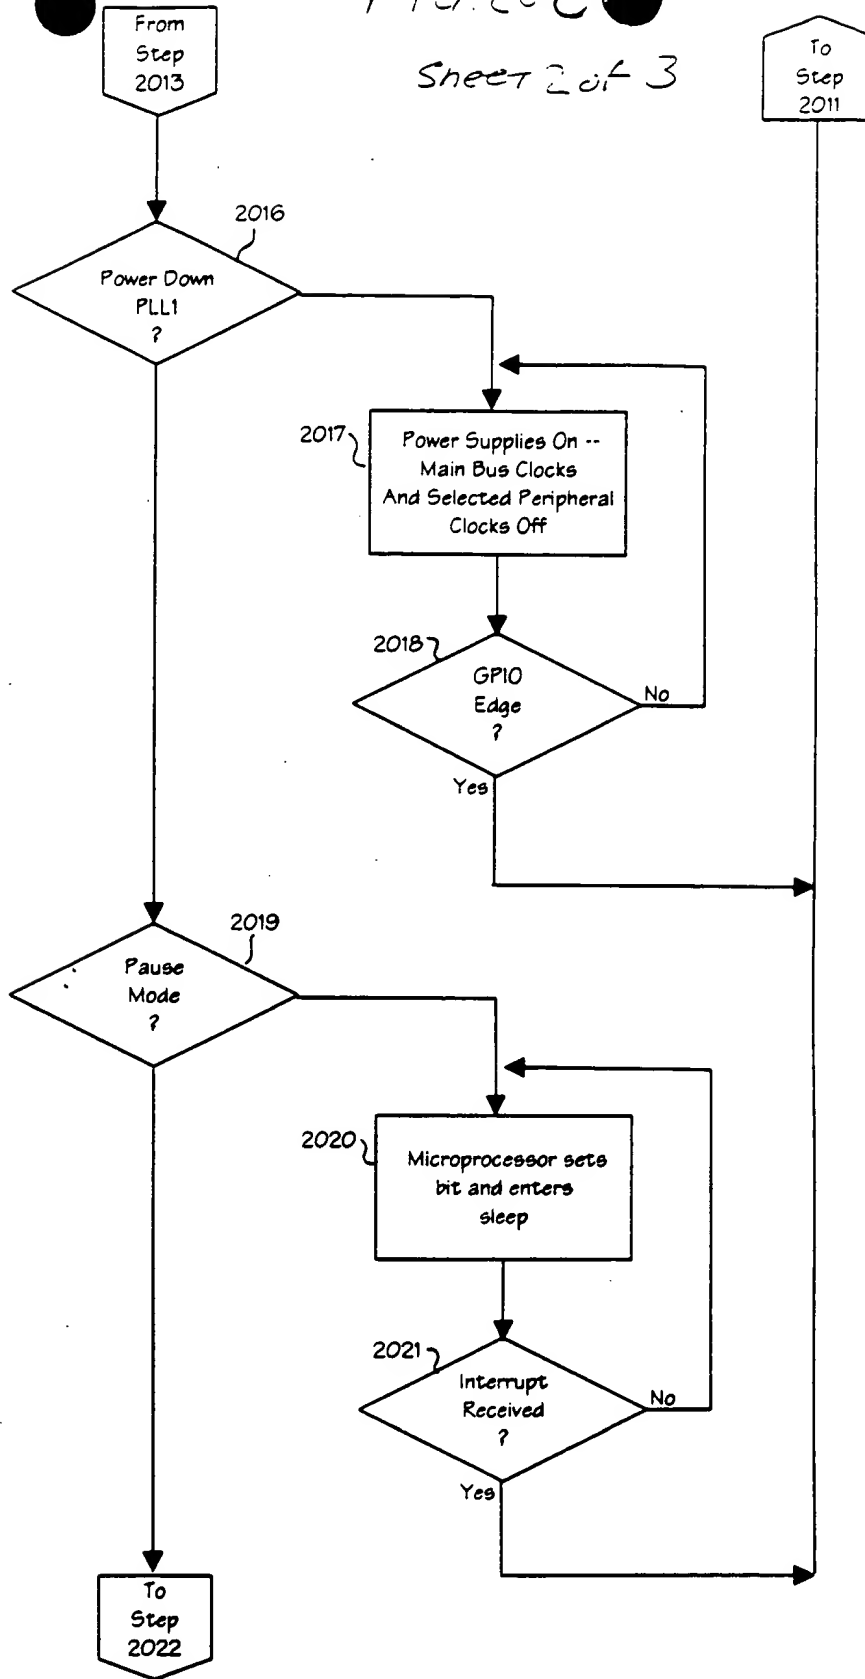 From
Step
2013
Sheet 2 of 3
To
Step
2011
2016
Power Down
PLL1
?
2017
Power Supplies On --
Main Bus Clocks
And Selected Peripheral
Clocks Off
2018
GPIO
Edge
?
No
Yes
2019
Pause
Mode
?
2020
Microprocessor sets
bit and enters
sleep
2021
Interrupt
Received
?
No
Yes
To
Step
2022